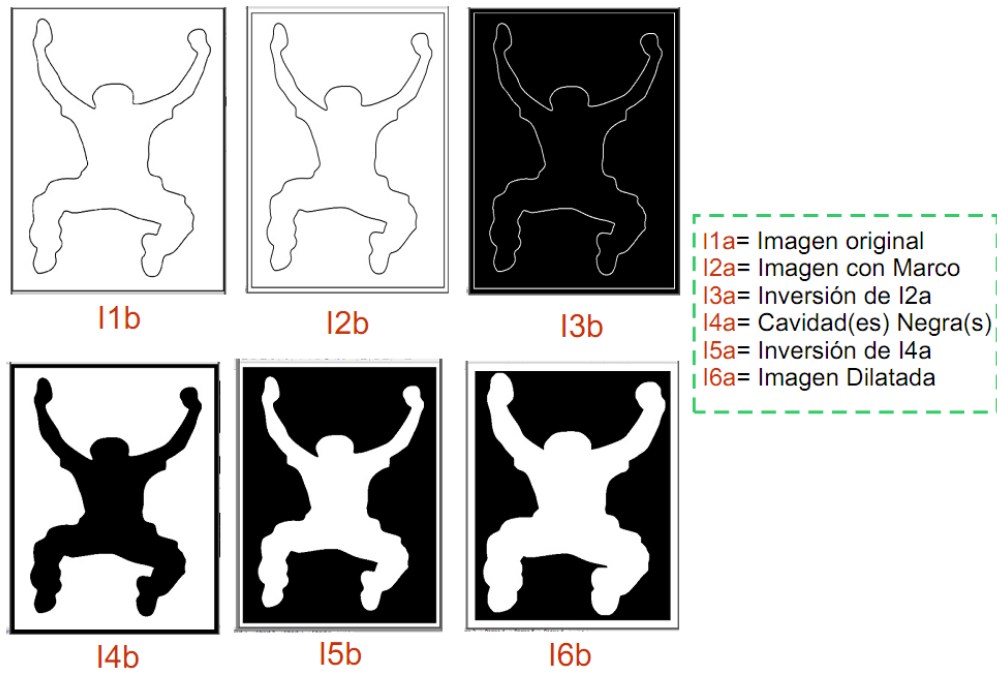 I1b
I2b
I3b
I1a= Imagen original
I2a= Imagen con Marco
I3a= Inversión de I2a
I4a= Cavidad(es) Negra(s)
I5a= Inversión de I4a
I6a= Imagen Dilatada
I4b
I5b
I6b